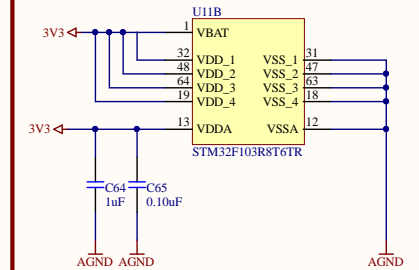 U11B
3V3
1
VBAT
32
VDD_1
VSS_1
31
48
VDD_2
VSS_2
47
64
VDD_3
VSS_3
63
19
VDD_4
VSS_4
18
3V3
13
VDDA
VSSA
12
STM32F103R8T6TR
C64
C65
1uF
0.10uF
AGND
AGND
AGND